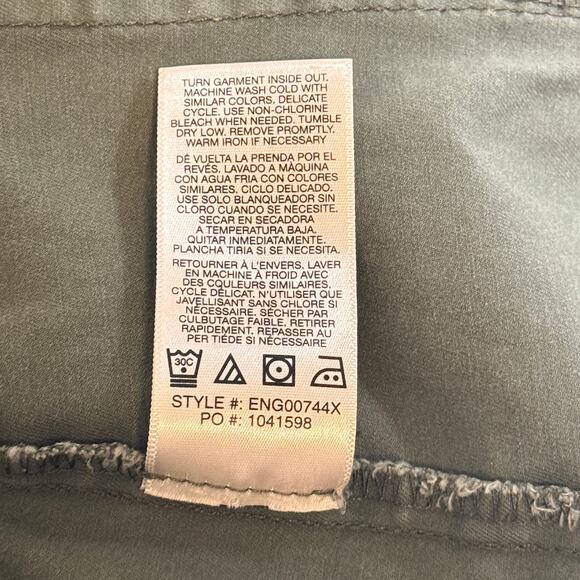 TURN GARMENT INSIDE OUT.
MACHINE WASH COLD WITH
SIMILAR COLORS. DELICATE
CYCLE. USE NON-CHLORINE
BLEACH WHEN NEEDED. TUMBLE
DRY LOW. REMOVE PROMPTLY.
WARM IRON IF NECESSARY
DÉ VUELTA LA PRENDA POR EL
REVÉS. LAVADO A MÀQUINA
CON AGUA FRIA CON COLORES
SIMILARES. CICLO DELICADO.
USE SOLO BLANQUEADOR SIN
CLORO CUANDO SE NECESITE.
SECAR EN SECADORA
A TEMPERATURA BAJA.
QUITAR INMEDIATAMENTE.
PLANCHA TIRIA SI SE NECESITA.
RETOURNER À L'ENVERS. LAVER
EN MACHINE À FROID AVEC
DES COULEURS SIMILAIRES.
CYCLE DÉLICAT. N'UTILISER QUE
JAVELLISANT SANS CHLORE SI
NÉCESSAIRE. SÉCHER PAR
CULBUTAGE FAIBLE. RETIRER
RAPIDEMENT. REPASSER AU
FER TIÈDE SI NÉCESSAIRE
30C
STYLE #: ENG00744X
PO #: 1041598